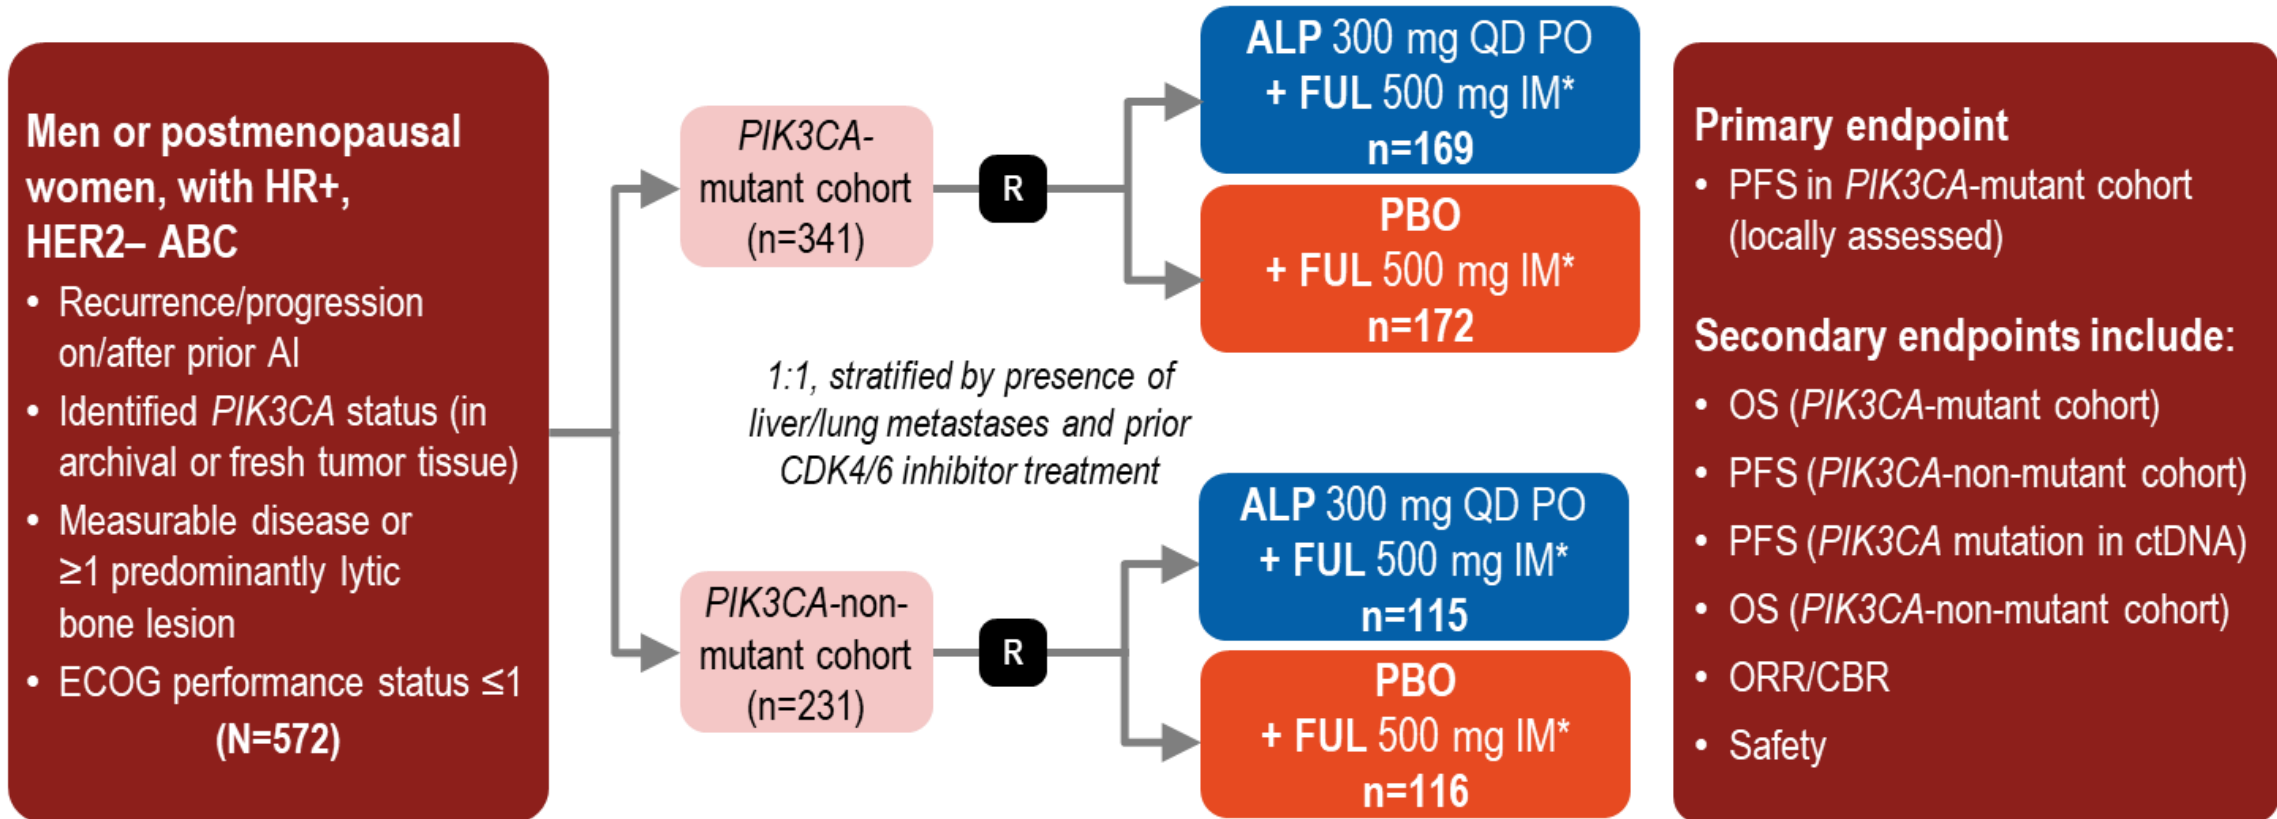 Men or postmenopausal
women, with HR+,
HER2– ABC
• Recurrence/progression
on/after prior AI
• Identified PIK3CA status (in
archival or fresh tumor tissue)
• Measurable disease or
≥1 predominantly lytic
bone lesion
• ECOG performance status ≤1
(N=572)
PIK3CA-
mutant cohort
(n=341)
R
ALP 300 mg QD PO
+ FUL 500 mg IM*
n=169
PBO
+ FUL 500 mg IM*
n=172
1:1, stratified by presence of
liver/lung metastases and prior
CDK4/6 inhibitor treatment
PIK3CA-non-
mutant cohort
(n=231)
R
ALP 300 mg QD PO
+ FUL 500 mg IM*
n=115
PBO
+ FUL 500 mg IM*
n=116
Primary endpoint
• PFS in PIK3CA-mutant cohort
(locally assessed)
Secondary endpoints include:
• OS (PIK3CA-mutant cohort)
• PFS (PIK3CA-non-mutant cohort)
• PFS (PIK3CA mutation in ctDNA)
• OS (PIK3CA-non-mutant cohort)
• ORR/CBR
• Safety